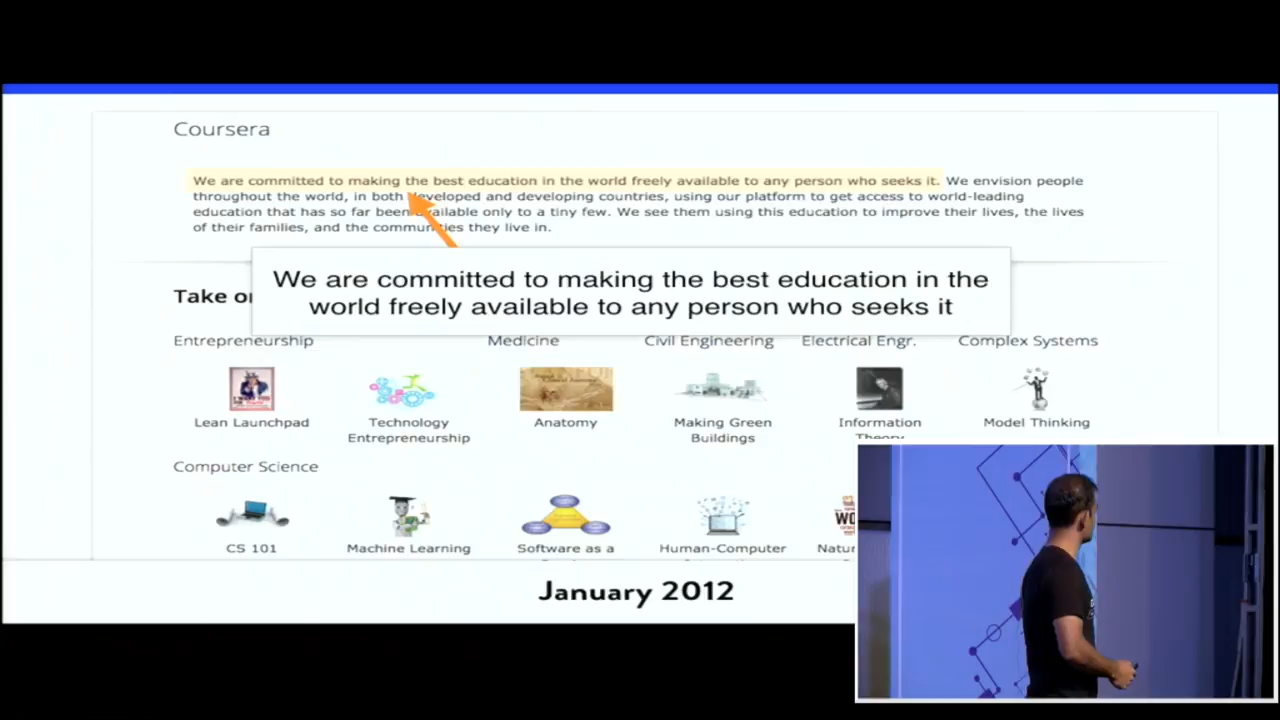 Coursera
We are committed to making the best education in the world freely available to any person who seeks it. We envision people
throughout the world, in both developed and developing countries, using our platform to get access to world-leading
education that has so far been available only to a tiny few. We see them using this education to improve their lives, the lives
of their families, and the communities they live in.
We are committed to making the best education in the
world freely available to any person who seeks it
Take
Entrepreneurship Medicine Civil Engineering Electrical Engr. Complex Systems
Lean Launchpad Technology Anatomy Making Green Information Model Thinking
Entrepreneurship Buildings Theory
Computer Science
CS 101 Machine Learning Software as a Human-Computer
January 2012